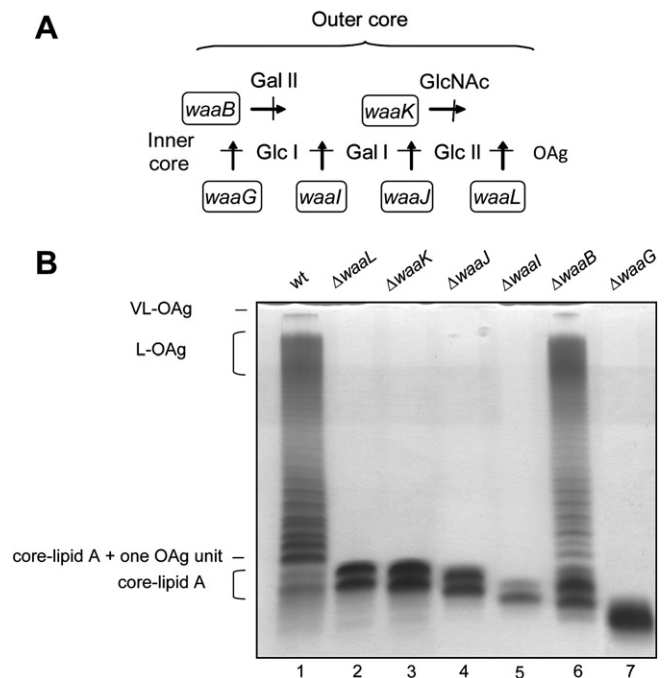 A
Outer core
Gal II
GlcNAc
waaB
waaK
Inner
core
Glc I
Gal I
Glc II
OAg
waaG
waaI
waaJ
waaL
B
wt
ΔwaaL
ΔwaaK
ΔwaaJ
ΔwaaI
ΔwaaB
ΔwaaG
VL-OAg
L-OAg
core-lipid A + one OAg unit
core-lipid A
1 2 3 4 5 6 7